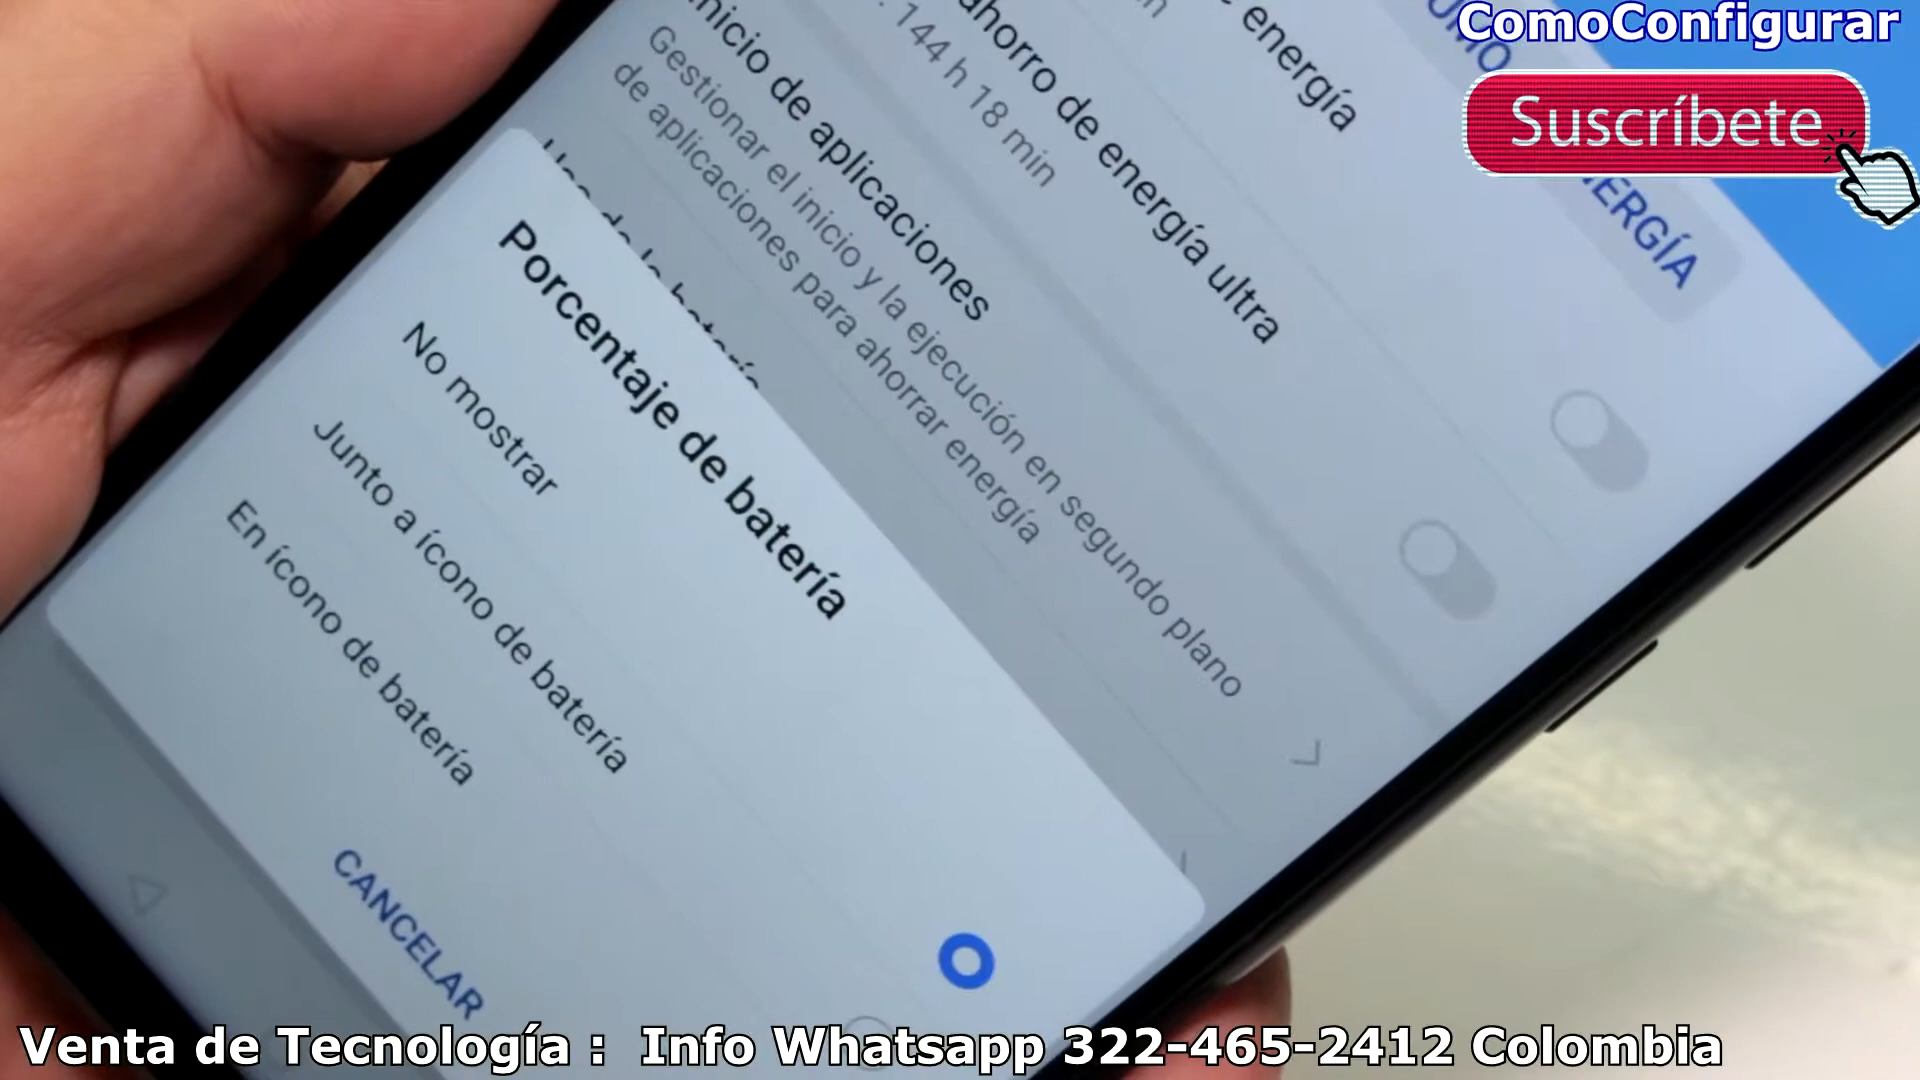 ComoConfigurar
Suscríbete
energía
ahorro de energía ultra
144 h 18 min
Inicio de aplicaciones
Gestionar el inicio y la ejecución en segundo plano
de aplicaciones para ahorrar energía
Porcentaje de batería
No mostrar
Junto a ícono de batería
En ícono de batería
CANCELAR
Venta de Tecnología : Info Whatsapp 322-465-2412 Colombia